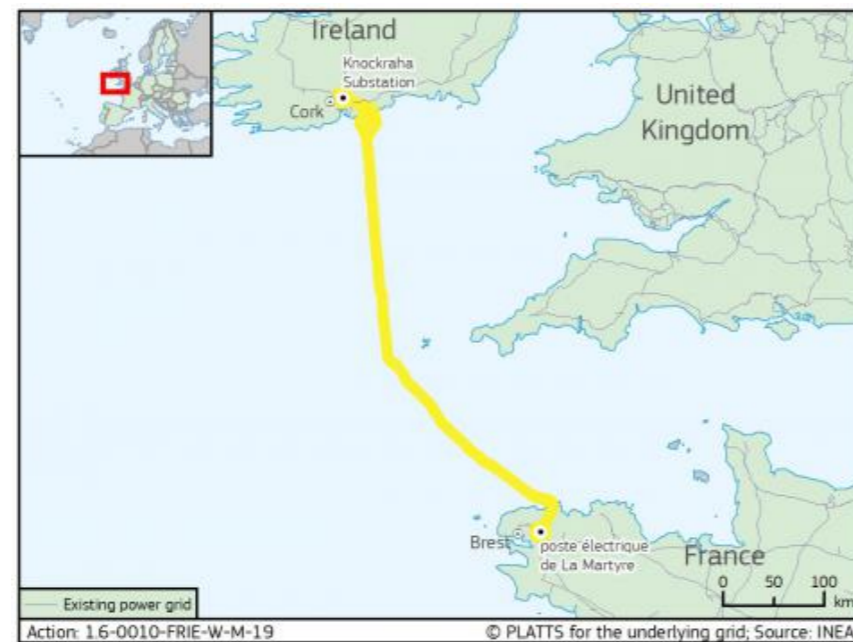 Ireland
Knockraha
Substation
Cork
United
Kingdom
Brest
poste électrique
de La Martyre
France
0 50 100
km
Existing power grid
Action: 1.6-0010-FRIE-W-M-19
© PLATTS for the underlying grid; Source: INEA